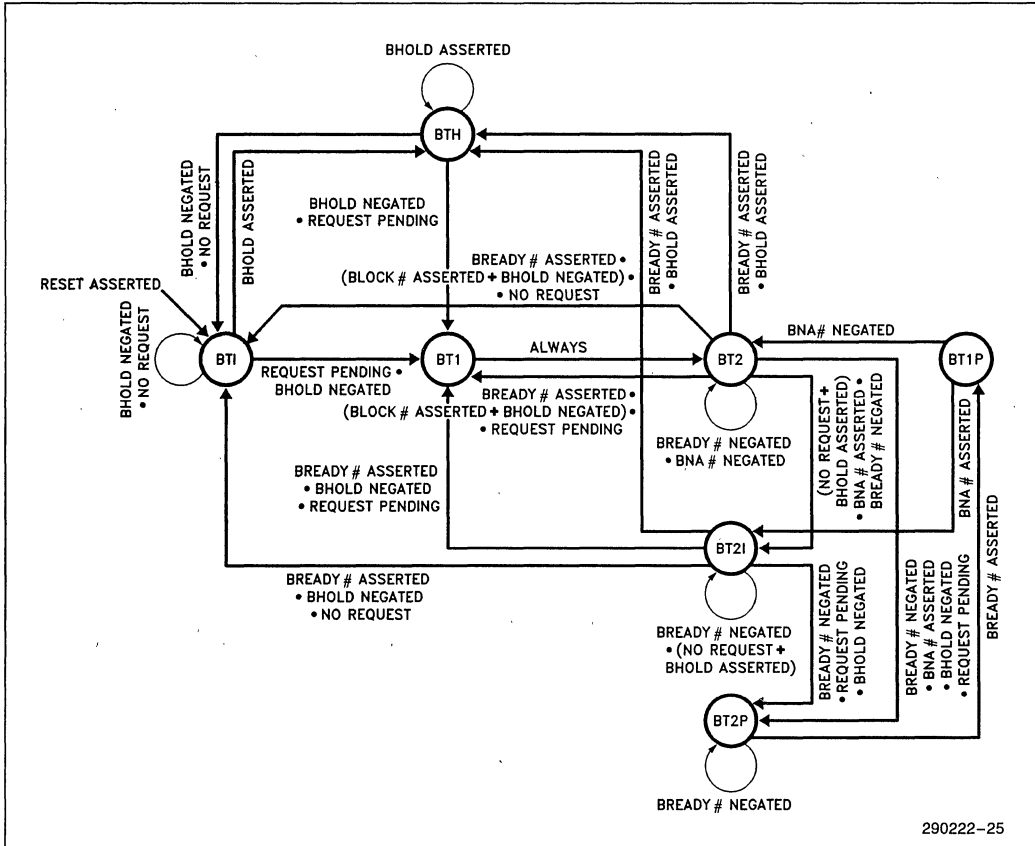 BHOLD ASSERTED
BTH
BHOLD NEGATED
• NO REQUEST
BHOLD ASSERTED
BHOLD NEGATED
• REQUEST PENDING
BREADY # ASSERTED
• BHOLD ASSERTED
BREADY # ASSERTED
• BHOLD ASSERTED
RESET ASSERTED
BREADY # ASSERTED •
(BLOCK # ASSERTED + BHOLD NEGATED) •
• NO REQUEST
BHOLD NEGATED
• NO REQUEST
BTI
REQUEST PENDING •
BHOLD NEGATED
BT1
ALWAYS
BT2
BNA # NEGATED
BT1P
BREADY # ASSERTED •
(BLOCK # ASSERTED + BHOLD NEGATED) •
• REQUEST PENDING
BREADY # NEGATED
• BNA # NEGATED
(NO REQUEST +
BHOLD ASSERTED)
• BNA # ASSERTED •
BREADY # NEGATED
BNA # ASSERTED
BREADY # ASSERTED
BREADY # ASSERTED
• BHOLD NEGATED
• REQUEST PENDING
BT2I
BREADY # ASSERTED
• BHOLD NEGATED
• NO REQUEST
BREADY # NEGATED
• (NO REQUEST +
BHOLD ASSERTED)
BREADY # NEGATED
• REQUEST PENDING
• BHOLD NEGATED
BREADY # NEGATED
• BNA # ASSERTED
• BHOLD NEGATED
• REQUEST PENDING
BT2P
BREADY # NEGATED
290222-25